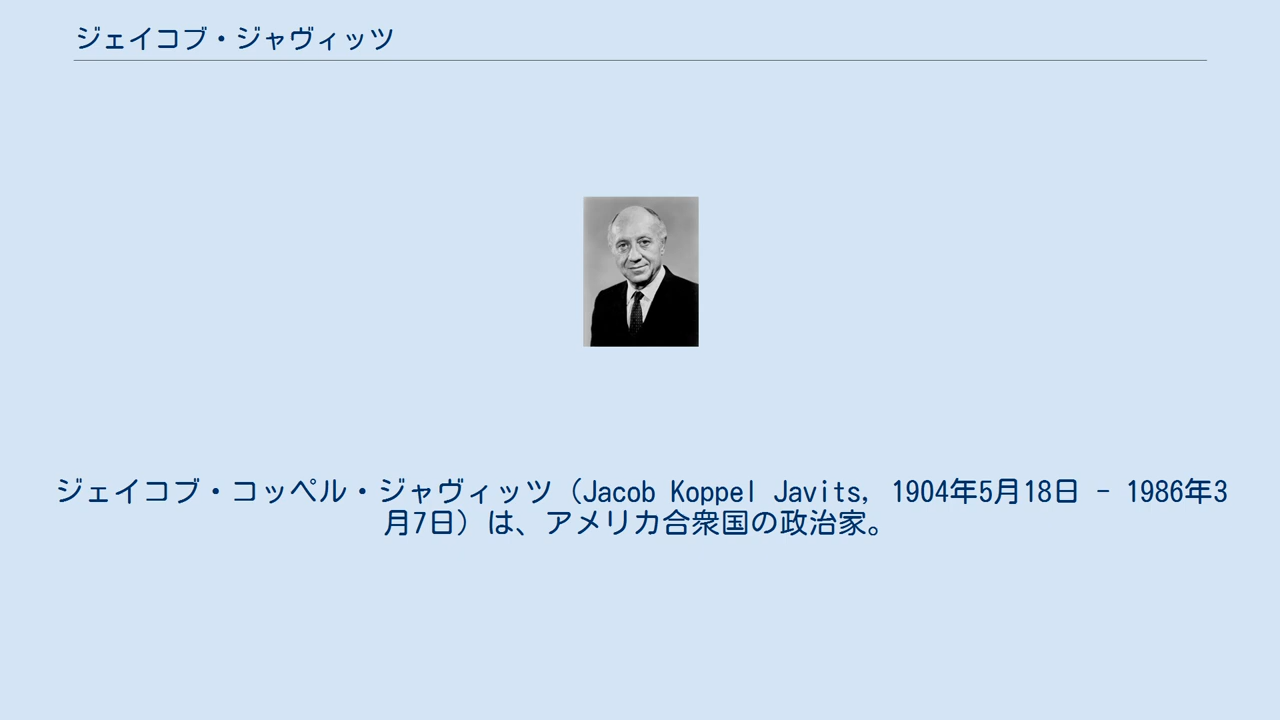 ジェイコブ・ジャヴィッツ
ジェイコブ・コッペル・ジャヴィッツ（Jacob Koppel Javits, 1904年5月18日 - 1986年3
月7日）は、アメリカ合衆国の政治家。